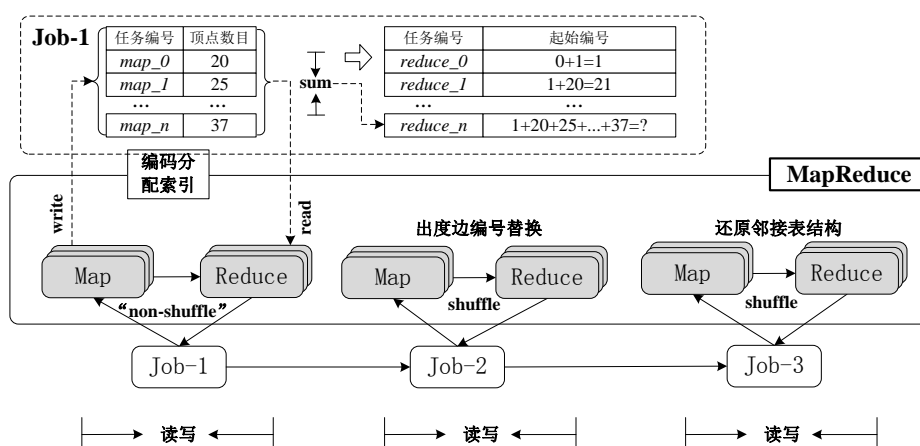 Job-1
任务编号 顶点数目
map_0 20
map_1 25
… …
map_n 37
sum
任务编号 起始编号
reduce_0 0+1=1
reduce_1 1+20=21
… …
reduce_n 1+20+25+...+37=?
编码分
配索引
MapReduce
write
read
出度边编号替换
还原邻接表结构
Map
Reduce
“non-shuffle”
Map
Reduce
shuffle
Map
Reduce
shuffle
Job-1
Job-2
Job-3
读写
读写
读写